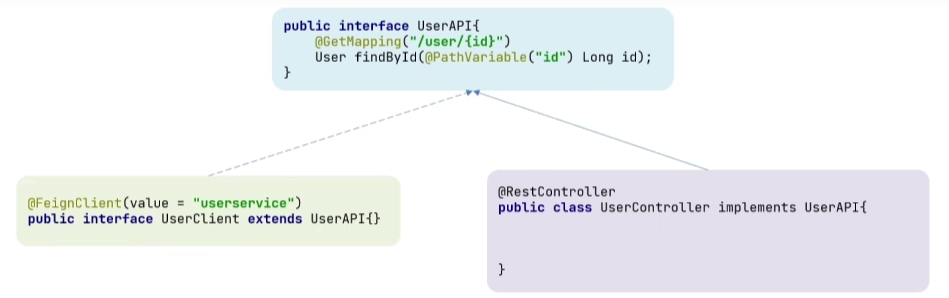 public interface UserAPI{
    @GetMapping("/user/{id}")
    User findById(@PathVariable("id") Long id);
}
@FeignClient(value = "userservice")
public interface UserClient extends UserAPI{}
@RestController
public class UserController implements UserAPI{
}